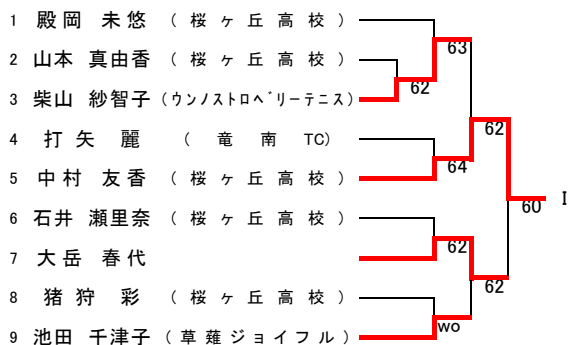 1 殿岡 未悠 (桜ヶ丘高校)
63
2 山本 真由香 (桜ヶ丘高校)
62
3 柴山 紗智子 (ウンノストロベリーテニス)
62
4 打矢 麗 (竜南TC)
64
5 中村 友香 (桜ヶ丘高校)
60 I
6 石井 瀬里奈 (桜ヶ丘高校)
62
7 大岳 春代
62
8 猪狩 彩 (桜ヶ丘高校)
wo
9 池田 千津子 (草薙ジョイフル)